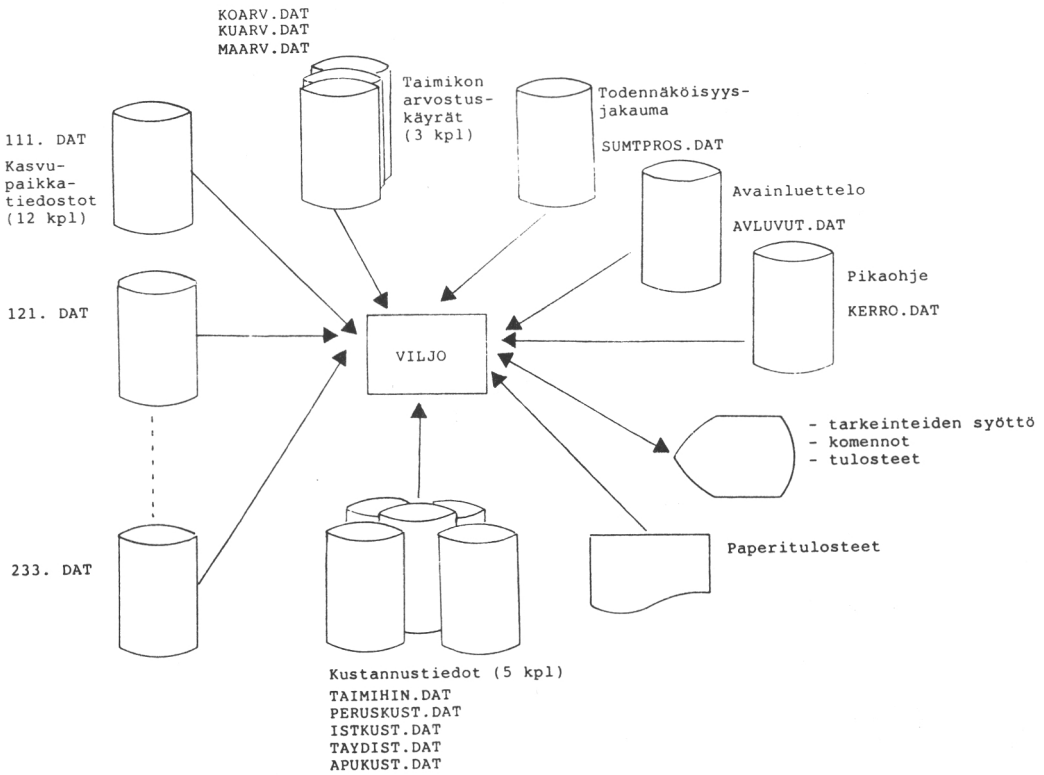 KOARV.DAT
KUARV.DAT
MAARV.DAT
Taimikon
arvostus-
käyrät
(3 kpl)
Todennäköisyys-
jakauma
SUMTPROS.DAT
111. DAT
Kasvu-
paikka-
tiedostot
(12 kpl)
Avainluettelo
AVLUVUT.DAT
Pikaohje
KERRO.DAT
121. DAT
VILJO
- tarkeinteiden syöttö
- komennot
- tulosteet
233. DAT
Paperitulosteet
Kustannustiedot (5 kpl)
TAIMIHIN.DAT
PERUSKUST.DAT
ISTKUST.DAT
TAYDIST.DAT
APUKUST.DAT